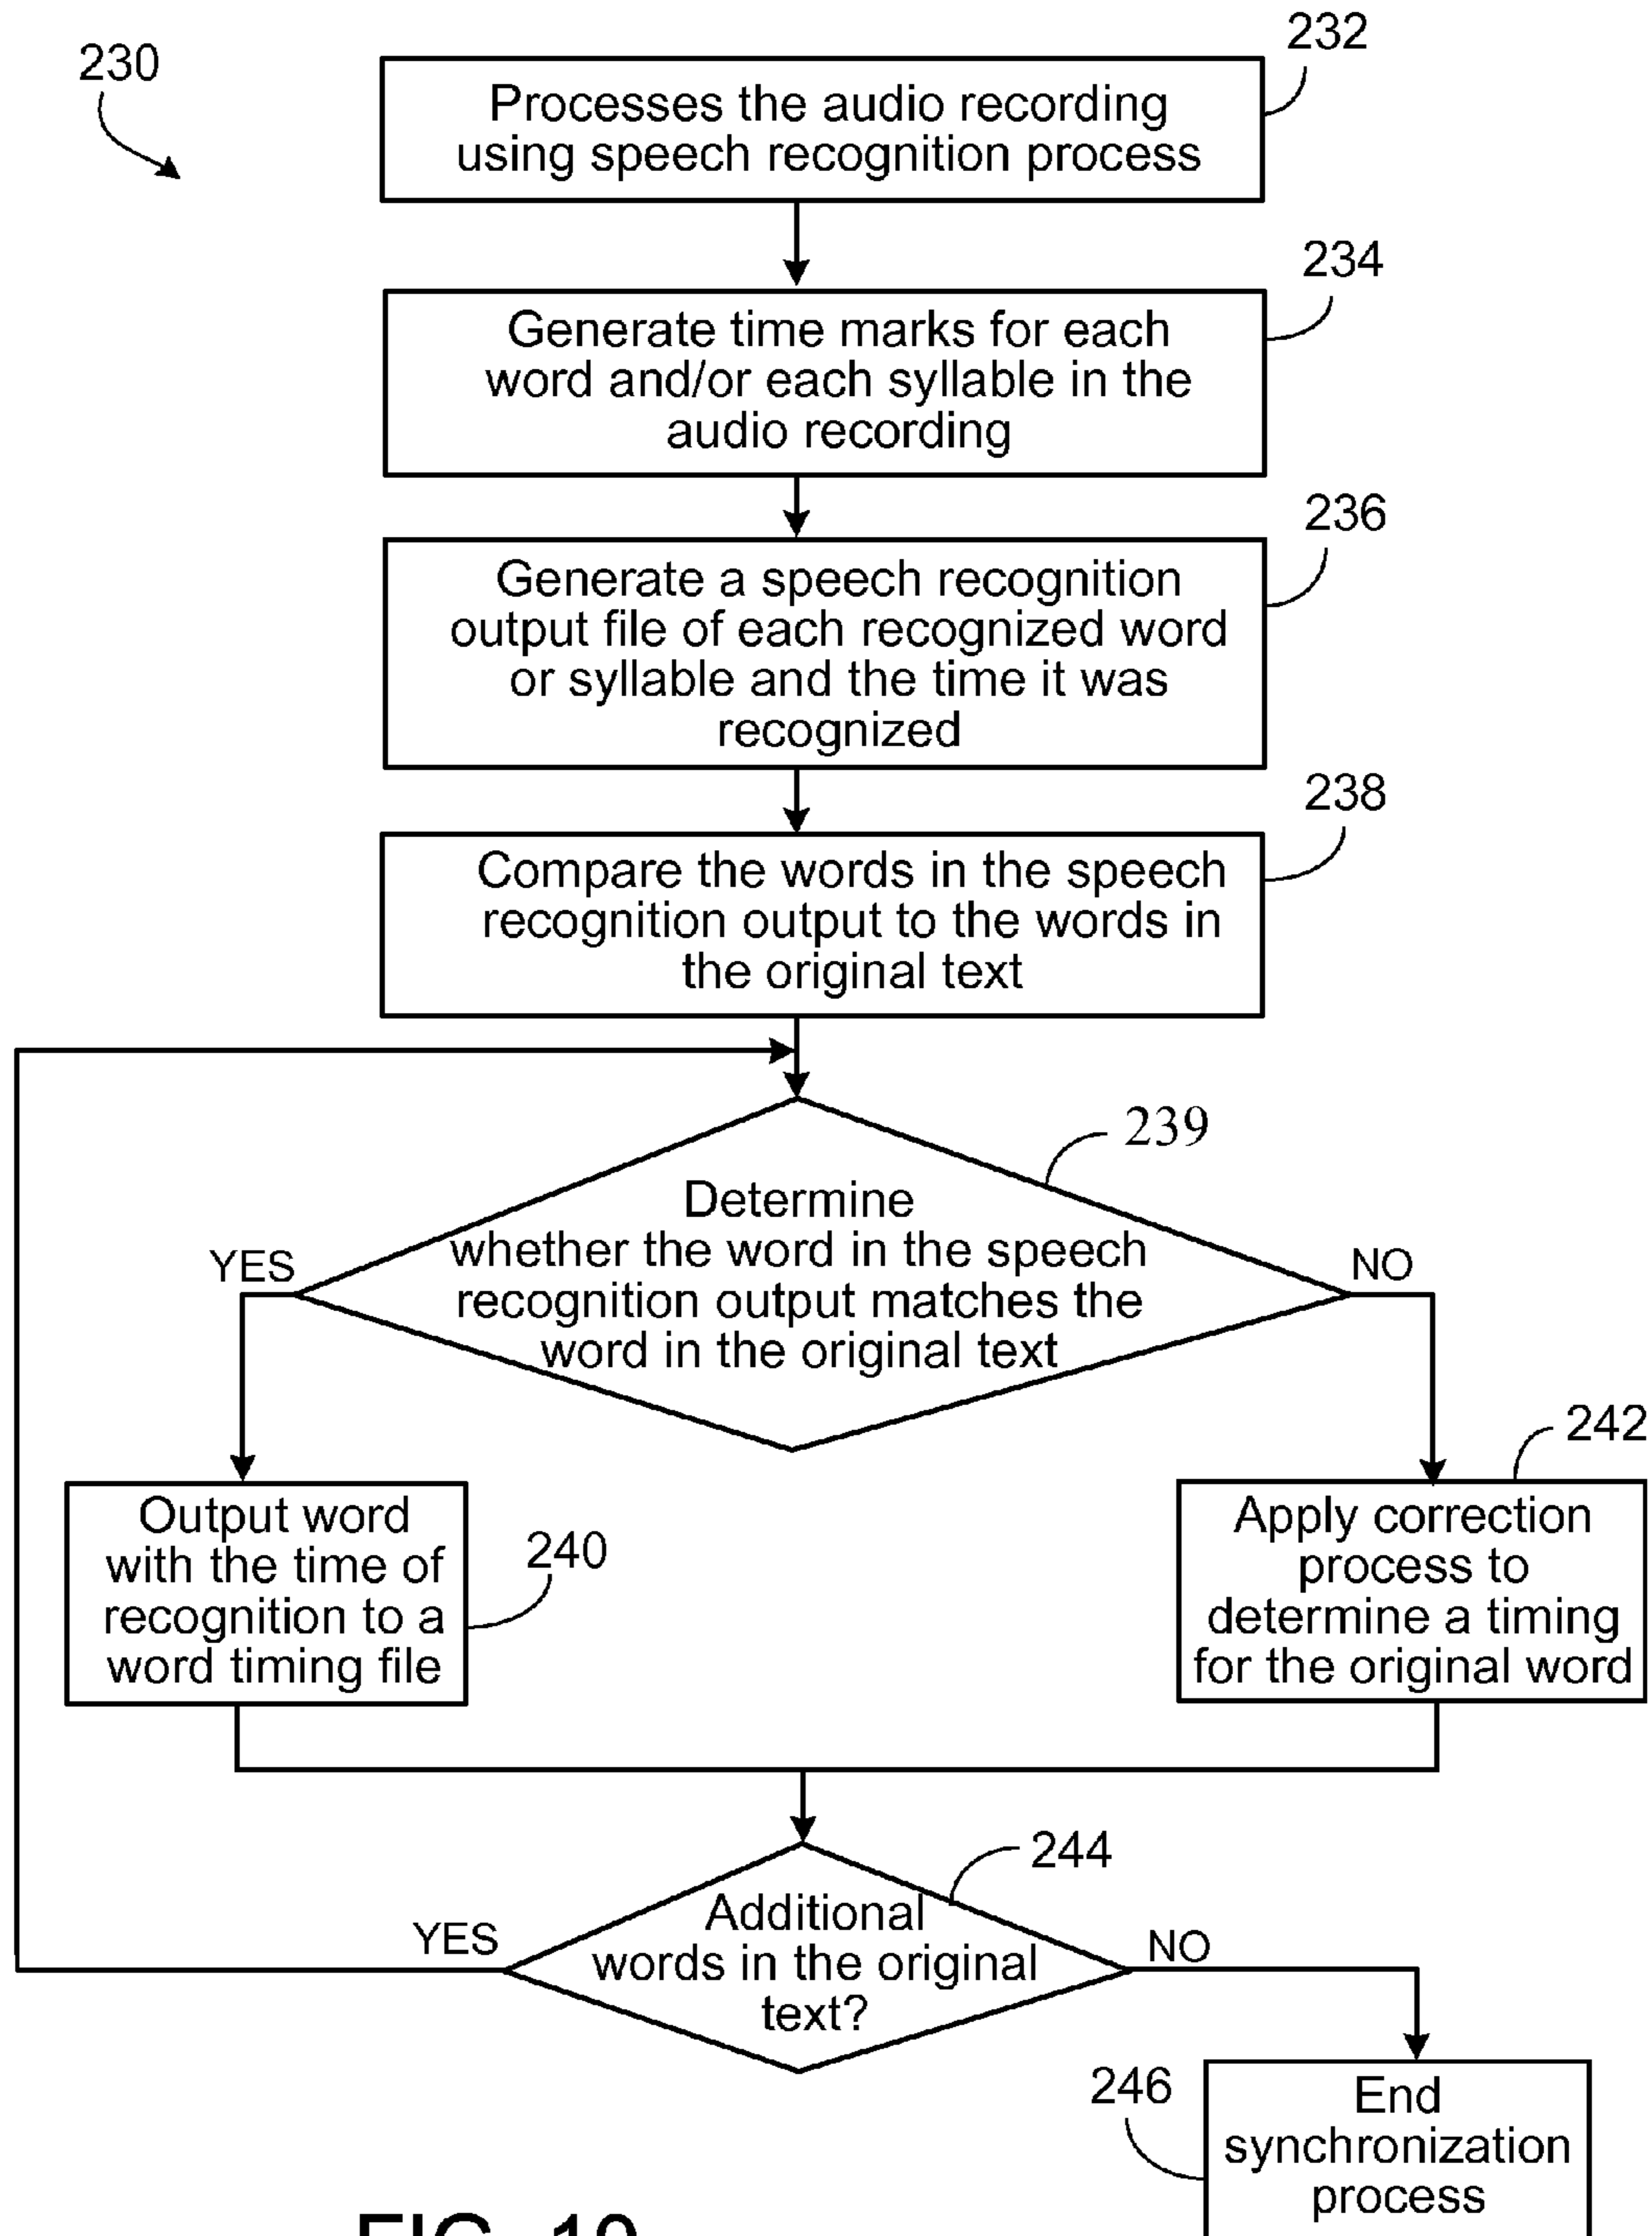 230
232
Processes the audio recording
using speech recognition process
234
Generate time marks for each
word and/or each syllable in the
audio recording
236
Generate a speech recognition
output file of each recognized word
or syllable and the time it was
recognized
238
Compare the words in the speech
recognition output to the words in
the original text
239
Determine
whether the word in the speech
recognition output matches the
word in the original text
YES
NO
240
Output word
with the time of
recognition to a
word timing file
242
Apply correction
process to
determine a timing
for the original word
244
Additional
words in the original
text?
YES
NO
246
End
synchronization
process